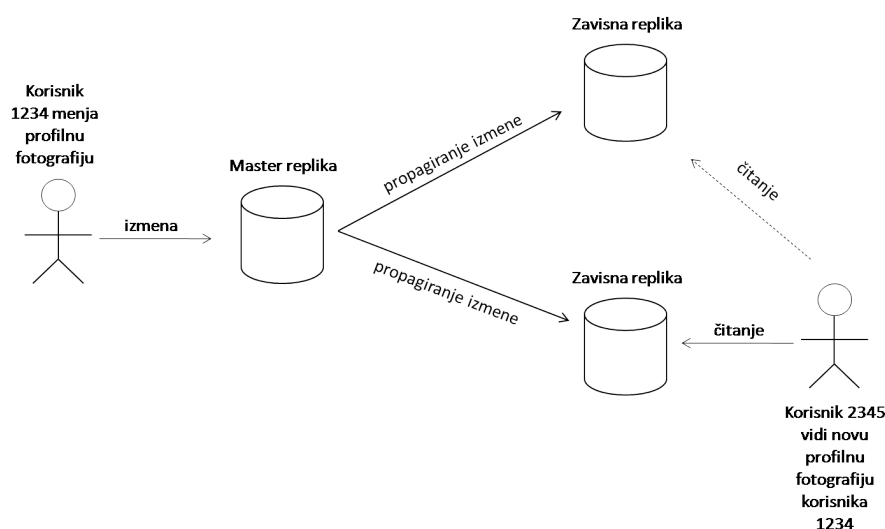 Korisnik
1234 menja
profilnu
fotografiju
izmena
Master replika
propagiranje izmene
propagiranje izmene
Zavisna replika
Zavisna replika
čitanje
čitanje
Korisnik 2345
vidi novu
profilnu
fotografiju
korisnika
1234